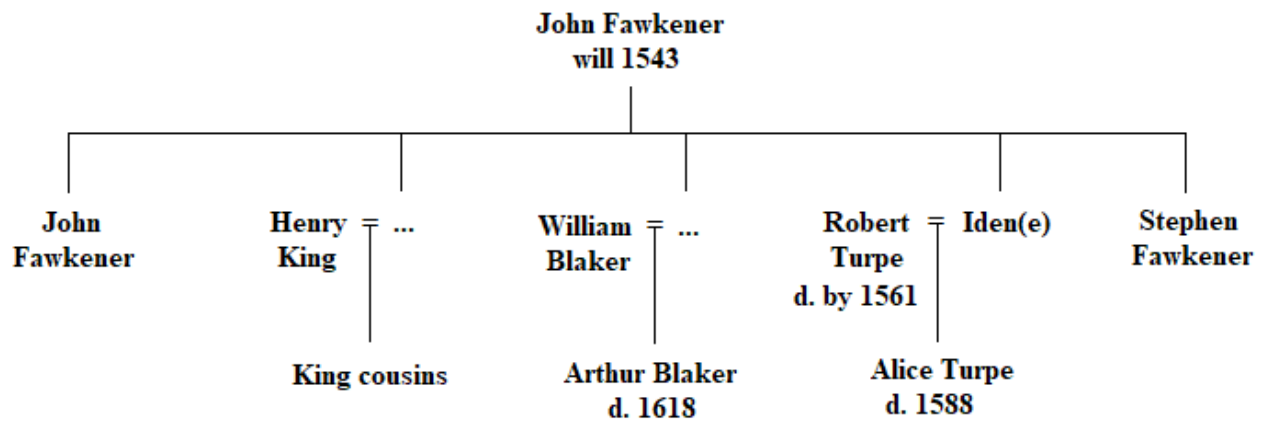 John Fawkener
will 1543
John
Fawkener
Henry = ...
King
William = ...
Blaker
Robert = Iden(e)
Turpe
d. by 1561
Stephen
Fawkener
King cousins
Arthur Blaker
d. 1618
Alice Turpe
d. 1588